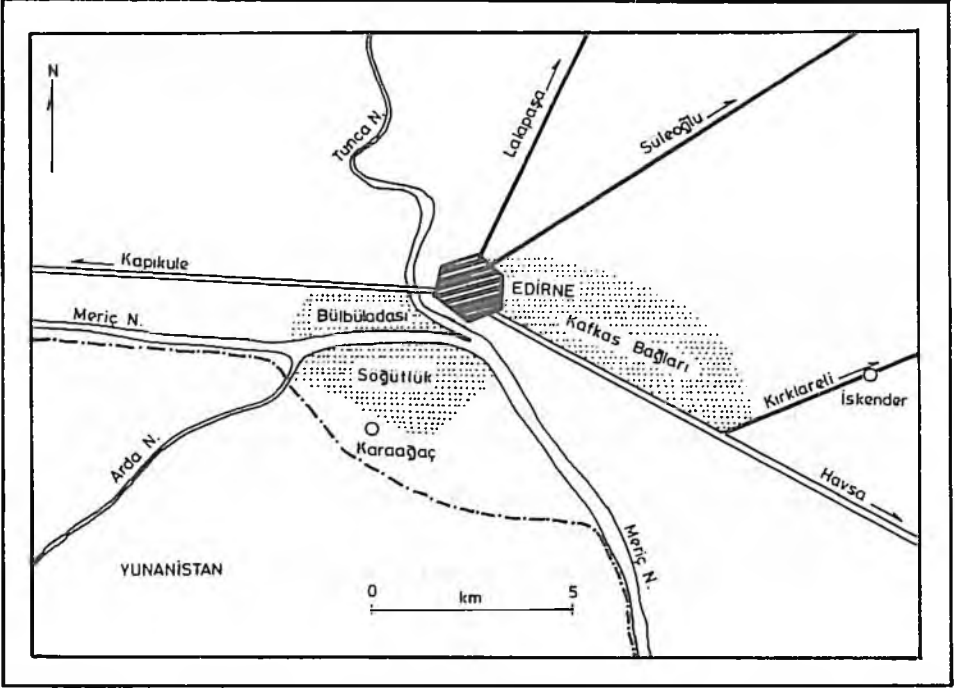 N
Tunca N.
Lalapaşa
Süleoğlu
Kapıkule
EDİRNE
Bülbüladası
Meriç N.
Kafkas Bağları
Söğütlük
Kırklareli
İskender
Karaağaç
Arda N.
Havsa
Meriç N.
YUNANİSTAN
0 5
km